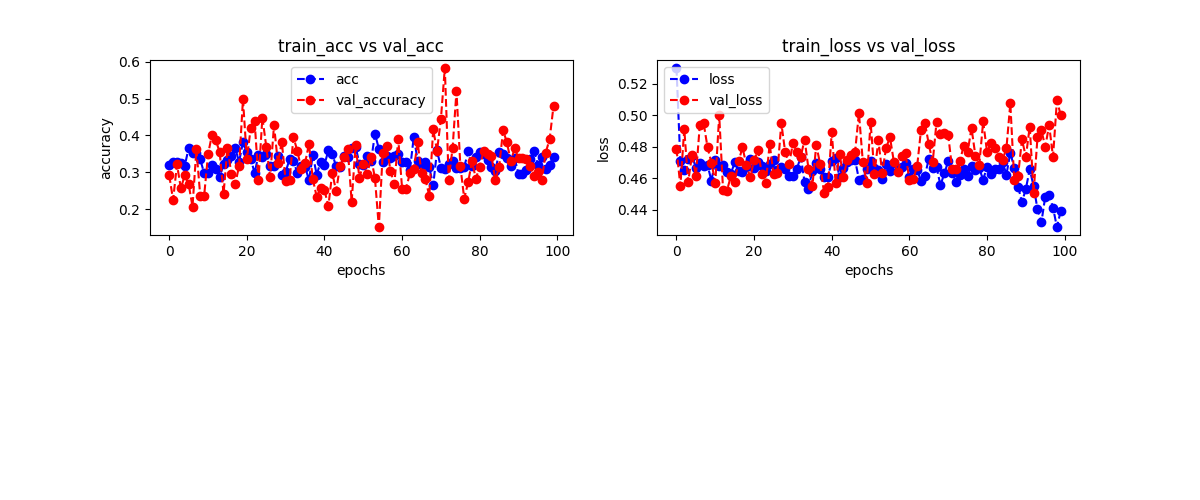 train_acc vs val_acc
acc
val_accuracy
accuracy
0.6
0.5
0.4
0.3
0.2
0 20 40 60 80 100
epochs
train_loss vs val_loss
loss
val_loss
loss
0.52
0.50
0.48
0.46
0.44
0 20 40 60 80 100
epochs